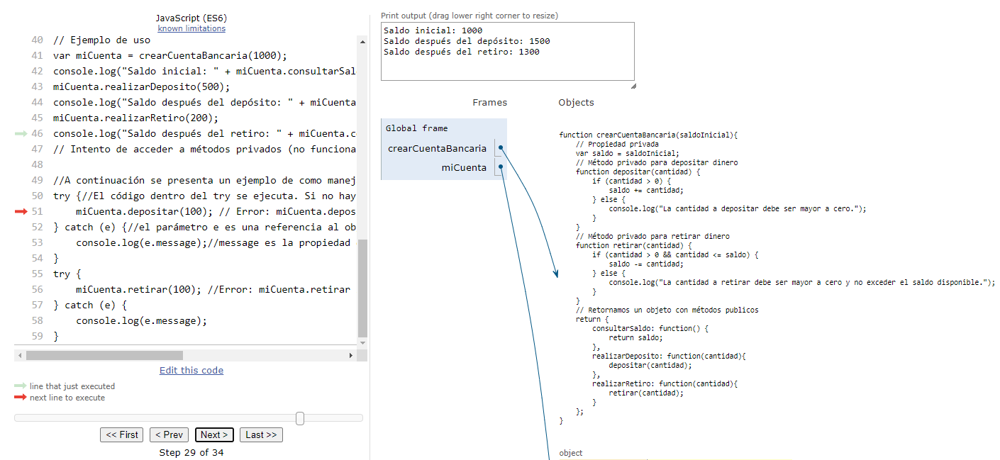 JavaScript (ES6)
known limitations
40 // Ejemplo de uso
41 var miCuenta = crearCuentaBancaria(1000);
42 console.log("Saldo inicial: " + miCuenta.consultarSal
43 miCuenta.realizarDeposito(500);
44 console.log("Saldo después del depósito: " + miCuenta
45 miCuenta.realizarRetiro(200);
46 console.log("Saldo después del retiro: " + miCuenta.c
47 // Intento de acceder a métodos privados (no funciona
48
49 //A continuación se presenta un ejemplo de como manej
50 try {//El código dentro del try se ejecuta. Si no hay
51     miCuenta.depositar(100); // Error: miCuenta.depos
52 } catch (e) {//el parámetro e es una referencia al ob
53     console.log(e.message);//message es la propiedad
54 }
55 try {
56     miCuenta.retirar(100); //Error: miCuenta.retirar
57 } catch (e) {
58     console.log(e.message);
59 }
Edit this code
line that just executed
next line to execute
<< First < Prev Next > Last >>
Step 29 of 34
Print output (drag lower right corner to resize)
Saldo inicial: 1000
Saldo después del depósito: 1500
Saldo después del retiro: 1300
Frames Objects
Global frame
crearCuentaBancaria
miCuenta
function crearCuentaBancaria(saldoInicial){
    // Propiedad privada
    var saldo = saldoInicial;
    // Método privado para depositar dinero
    function depositar(cantidad) {
        if (cantidad > 0) {
            saldo += cantidad;
        } else {
            console.log("La cantidad a depositar debe ser mayor a cero.");
        }
    }
    // Método privado para retirar dinero
    function retirar(cantidad) {
        if (cantidad > 0 && cantidad <= saldo) {
            saldo -= cantidad;
        } else {
            console.log("La cantidad a retirar debe ser mayor a cero y no exceder el saldo disponible.");
        }
    }
    // Retornamos un objeto con métodos publicos
    return {
        consultarSaldo: function() {
            return saldo;
        },
        realizarDeposito: function(cantidad){
            depositar(cantidad);
        },
        realizarRetiro: function(cantidad){
            retirar(cantidad);
        }
    };
}
object